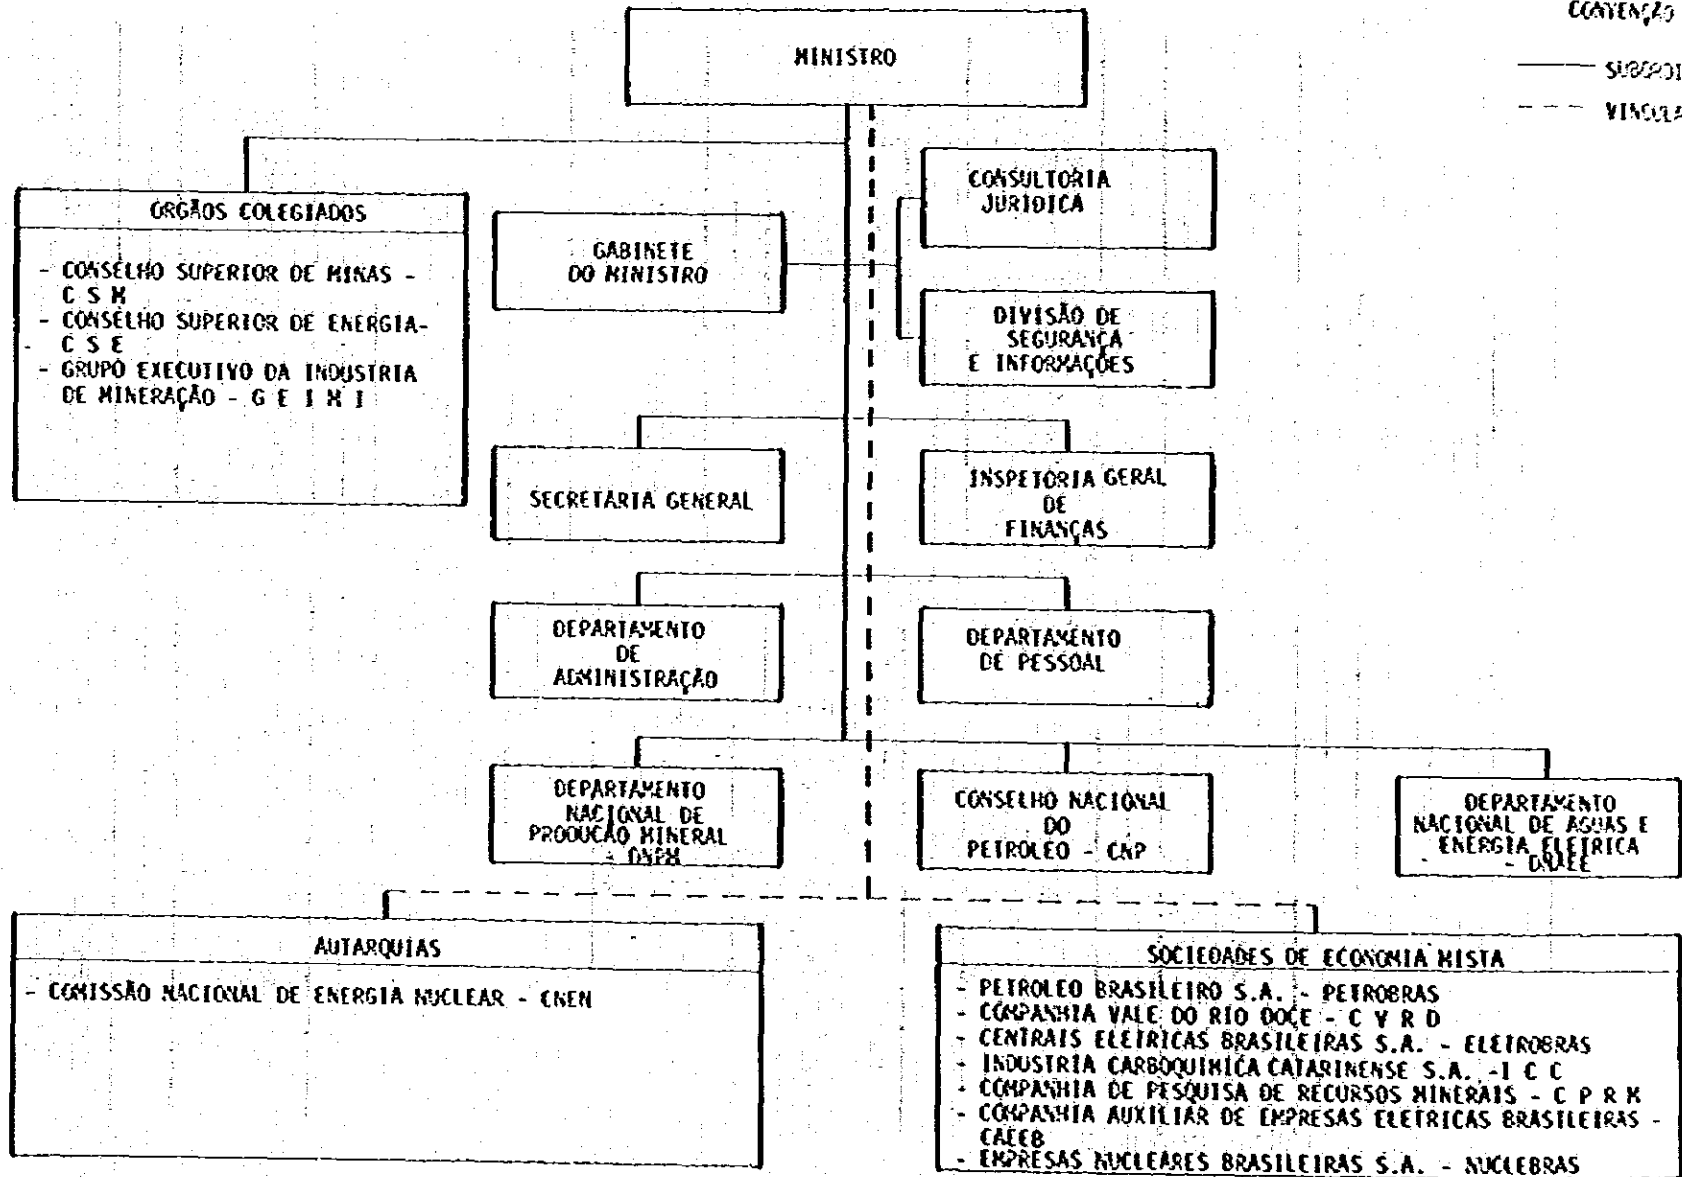 MINISTRO
CONVENÇÃO
ORGÃOS COLEGIADOS
- CONSELHO SUPERIOR DE MINAS -
C S M
- CONSELHO SUPERIOR DE ENERGIA-
C S E
- GRUPO EXECUTIVO DA INDUSTRIA
DE MINERAÇÃO - G E I M I
GABINETE
DO MINISTRO
CONSULTORIA
JURIDICA
DIVISÃO DE
SEGURANÇA
E INFORMAÇÕES
SECRETARIA GENERAL
INSPETORIA GERAL
DE
FINANÇAS
DEPARTAMENTO
DE
ADMINISTRAÇÃO
DEPARTAMENTO
DE PESSOAL
DEPARTAMENTO
NACIONAL DE
PRODUCÃO MINERAL
- DNPM
CONSELHO NACIONAL
DO
PETROLEO - CNP
DEPARTAMENTO
NACIONAL DE AGUAS E
ENERGIA ELETRICA
- DNAEE
AUTARQUIAS
- COMISSÃO NACIONAL DE ENERGIA NUCLEAR - CNEN
SOCIEDADES DE ECONOMIA MISTA
- PETROLEO BRASILEIRO S.A. - PETROBRAS
- COMPANHIA VALE DO RIO DOCE - C V R D
- CENTRAIS ELETRICAS BRASILEIRAS S.A. - ELETROBRAS
- INDUSTRIA CARBOQUIMICA CATARINENSE S.A. -I C C
- COMPANHIA DE PESQUISA DE RECURSOS MINERAIS - C P R M
- COMPANHIA AUXILIAR DE EMPRESAS ELETRICAS BRASILEIRAS -
CAEEB
- EMPRESAS NUCLEARES BRASILEIRAS S.A. - NUCLEBRAS